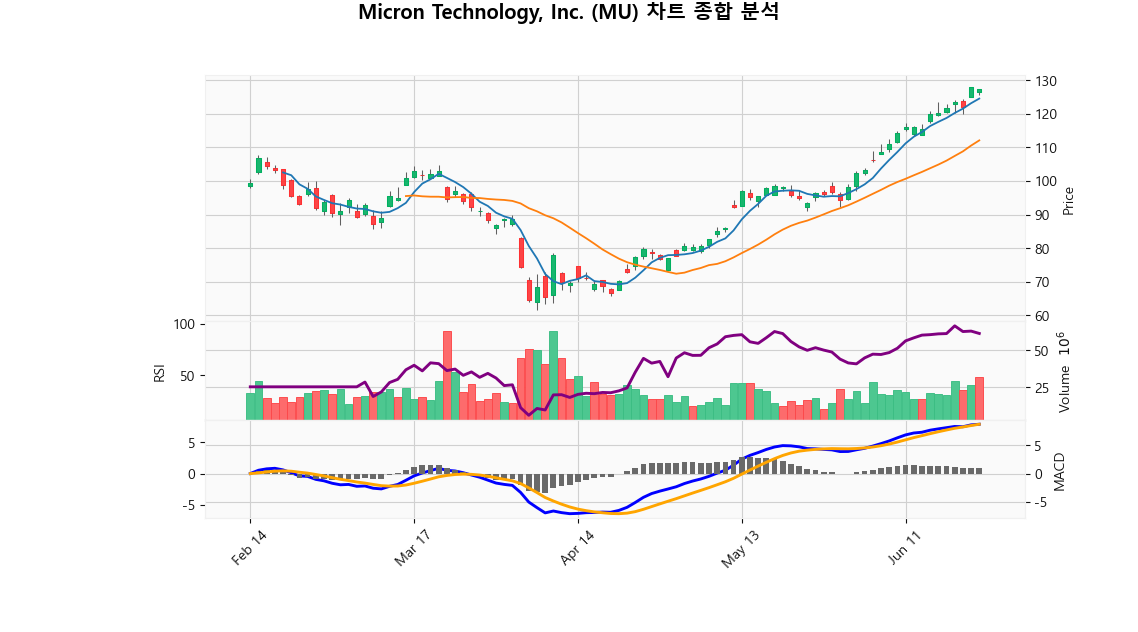 Micron Technology, Inc. (MU) 차트 종합 분석
130
120
110
100
90
80
70
60
Price
100
50
RSI
50
25
Volume 10⁶
5
0
-5
5
0
-5
MACD
Feb 14
Mar 17
Apr 14
May 13
Jun 11